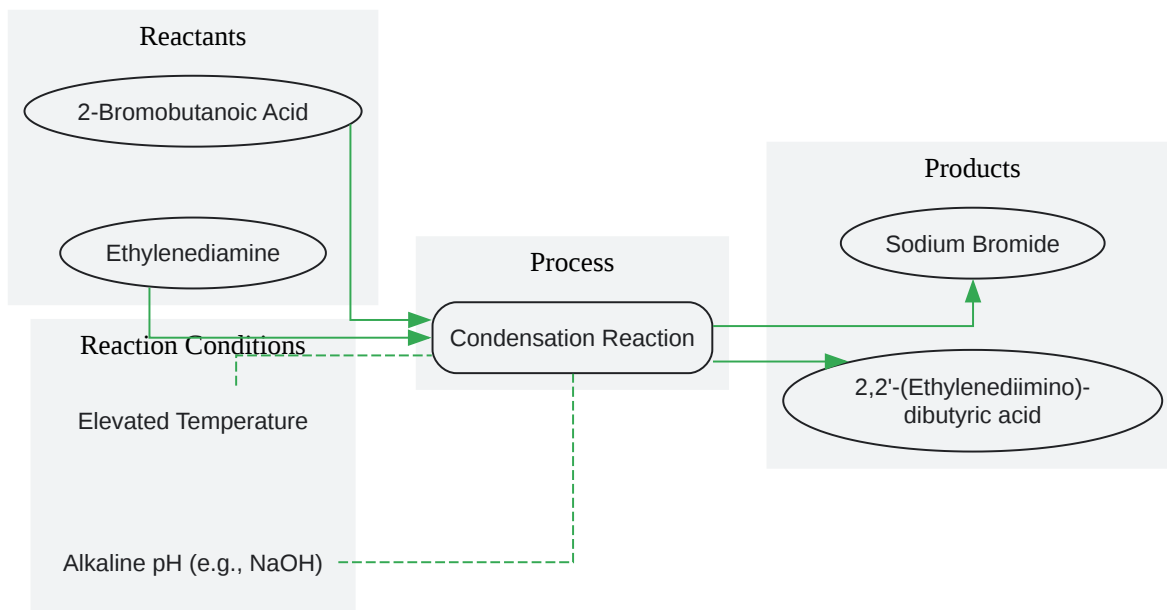 Reactants
2-Bromobutanoic Acid
Ethylenediamine
Reaction Conditions
Elevated Temperature
Alkaline pH (e.g., NaOH)
Process
Condensation Reaction
Products
Sodium Bromide
2,2'-(Ethylenediimino)-
dibutyric acid